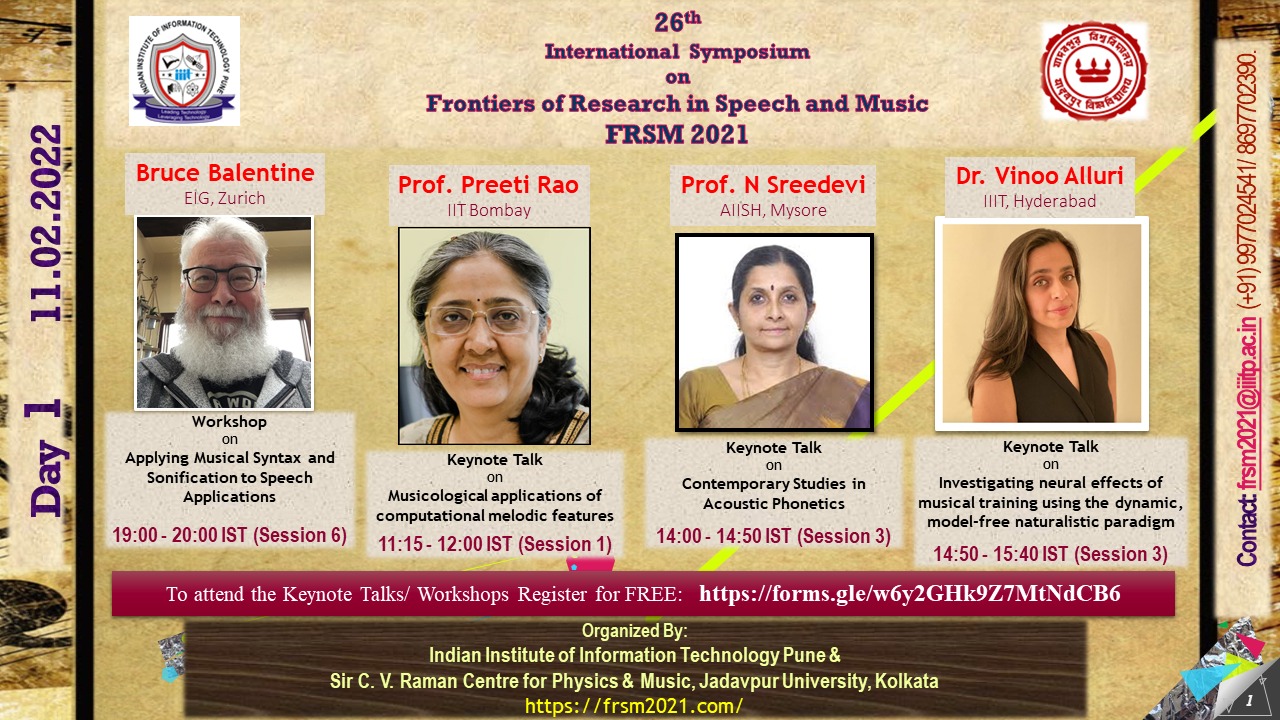 26th
International Symposium
on
Frontiers of Research in Speech and Music
FRSM 2021
INDIAN INSTITUTE OF INFORMATION TECHNOLOGY PUNE
iiit
Leading Technology
Leveraging Technology
যাদবপুর বিশ্ববিদ্যালয়
যাদবপুর বিশ্ববিদ্যালয়
Day 1 11.02.2022
Bruce Balentine
EIG, Zurich
Workshop
on
Applying Musical Syntax and
Sonification to Speech
Applications
19:00 - 20:00 IST (Session 6)
Prof. Preeti Rao
IIT Bombay
Keynote Talk
on
Musicological applications of
computational melodic features
11:15 - 12:00 IST (Session 1)
Prof. N Sreedevi
AIISH, Mysore
Keynote Talk
on
Contemporary Studies in
Acoustic Phonetics
14:00 - 14:50 IST (Session 3)
Dr. Vinoo Alluri
IIIT, Hyderabad
Keynote Talk
on
Investigating neural effects of
musical training using the dynamic,
model-free naturalistic paradigm
14:50 - 15:40 IST (Session 3)
Contact: frsm2021@iiitp.ac.in (+91) 9977024541/ 8697702390.
To attend the Keynote Talks/ Workshops Register for FREE: https://forms.gle/w6y2GHk9Z7MtNdCB6
Organized By:
Indian Institute of Information Technology Pune &
Sir C. V. Raman Centre for Physics & Music, Jadavpur University, Kolkata
https://frsm2021.com/
1